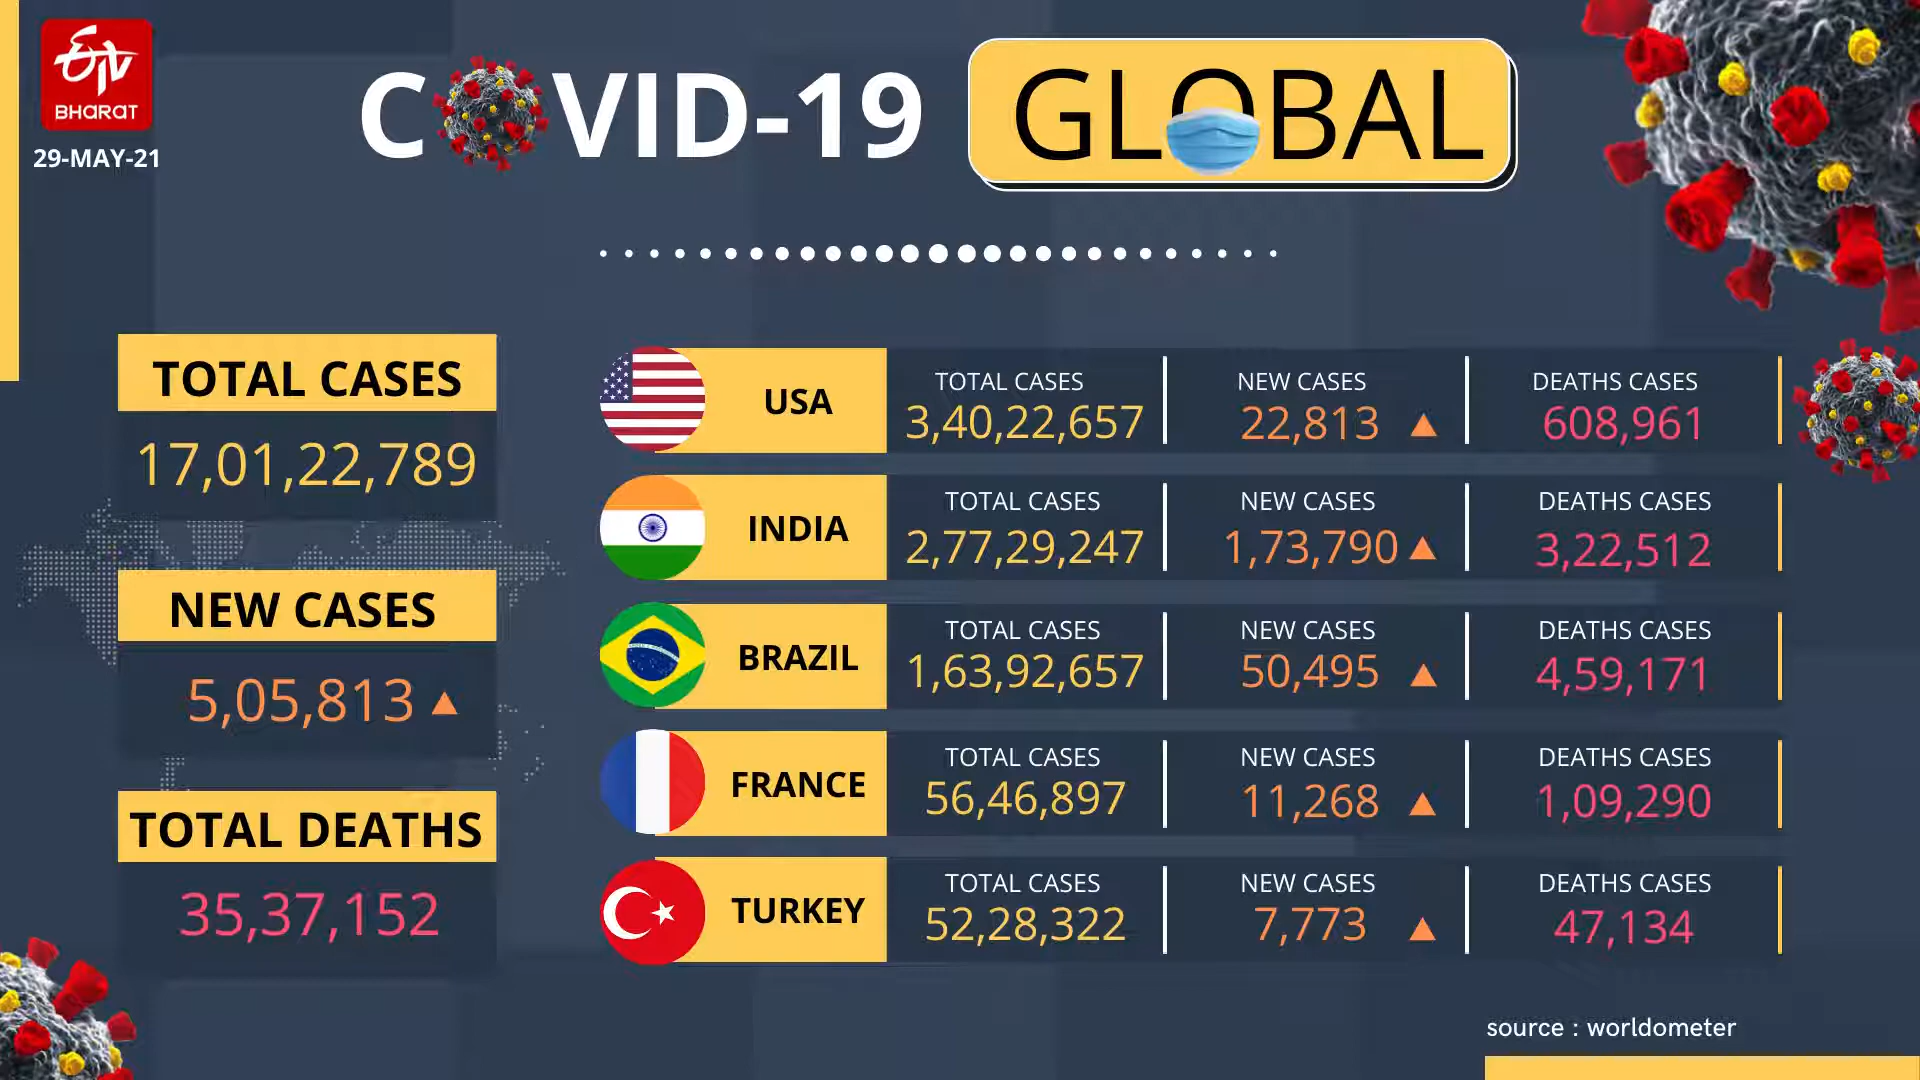 ETV
BHARAT
29-MAY-21
COVID-19 GLOBAL
TOTAL CASES
17,01,22,789
NEW CASES
5,05,813
TOTAL DEATHS
35,37,152
USA
TOTAL CASES
3,40,22,657
NEW CASES
22,813
DEATHS CASES
608,961
INDIA
TOTAL CASES
2,77,29,247
NEW CASES
1,73,790
DEATHS CASES
3,22,512
BRAZIL
TOTAL CASES
1,63,92,657
NEW CASES
50,495
DEATHS CASES
4,59,171
FRANCE
TOTAL CASES
56,46,897
NEW CASES
11,268
DEATHS CASES
1,09,290
TURKEY
TOTAL CASES
52,28,322
NEW CASES
7,773
DEATHS CASES
47,134
source : worldometer